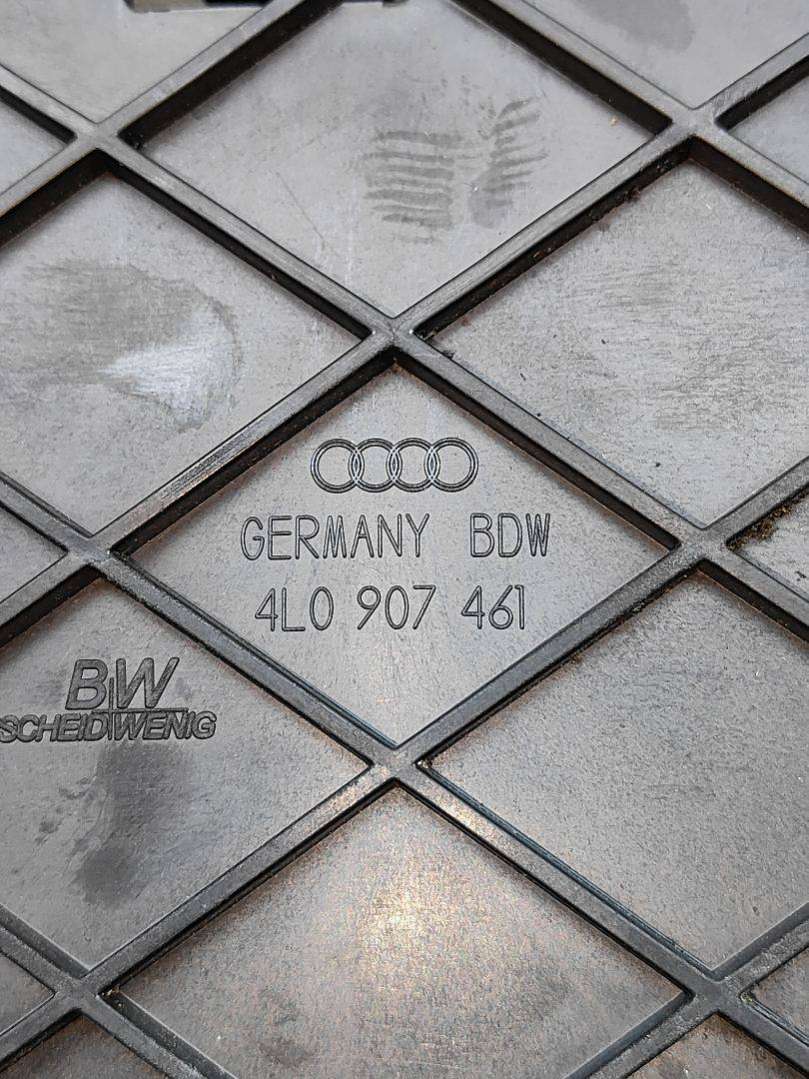 GERMANY BDW
4L0 907 461
BW
SCHEIDWENIG